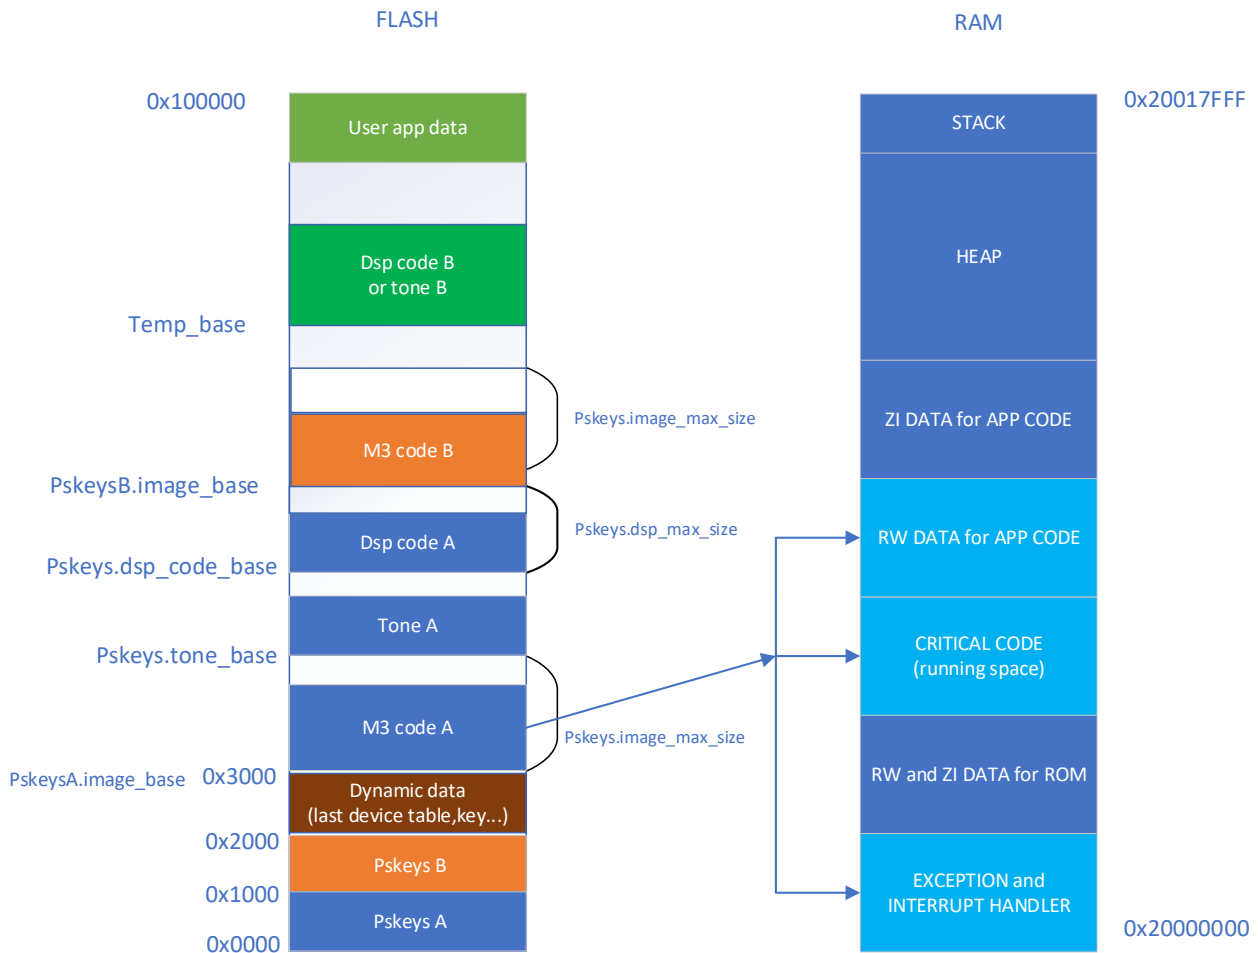 FLASH
RAM
0x100000
User app data
Dsp code B
or tone B
Temp_base
Pskeys.image_max_size
M3 code B
PskeysB.image_base
Pskeys.dsp_max_size
Dsp code A
Pskeys.dsp_code_base
Tone A
Pskeys.tone_base
M3 code A
Pskeys.image_max_size
PskeysA.image_base
0x3000
Dynamic data
(last device table,key...)
0x2000
Pskeys B
0x1000
Pskeys A
0x0000
0x20017FFF
STACK
HEAP
ZI DATA for APP CODE
RW DATA for APP CODE
CRITICAL CODE
(running space)
RW and ZI DATA for ROM
EXCEPTION and
INTERRUPT HANDLER
0x20000000